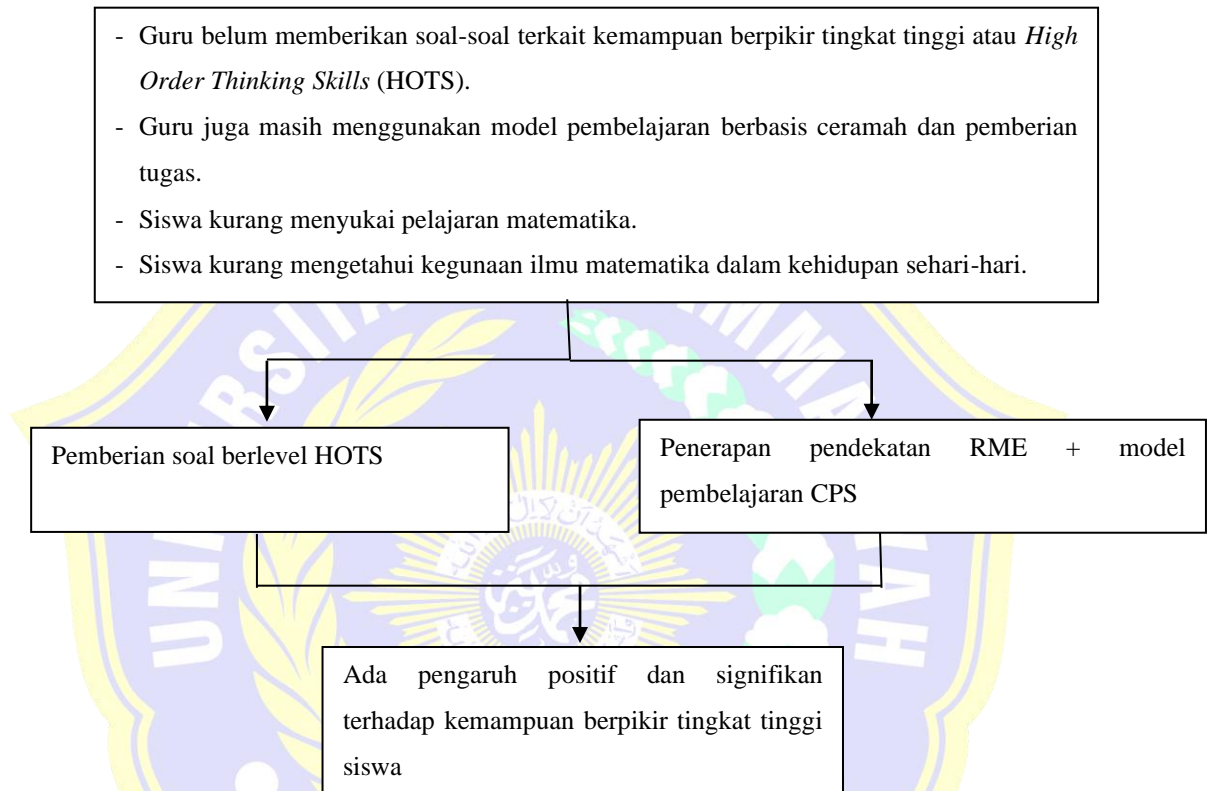 - Guru belum memberikan soal-soal terkait kemampuan berpikir tingkat tinggi atau High
Order Thinking Skills (HOTS).
- Guru juga masih menggunakan model pembelajaran berbasis ceramah dan pemberian
tugas.
- Siswa kurang menyukai pelajaran matematika.
- Siswa kurang mengetahui kegunaan ilmu matematika dalam kehidupan sehari-hari.
Pemberian soal berlevel HOTS
Penerapan pendekatan RME + model
pembelajaran CPS
Ada pengaruh positif dan signifikan
terhadap kemampuan berpikir tingkat tinggi
siswa